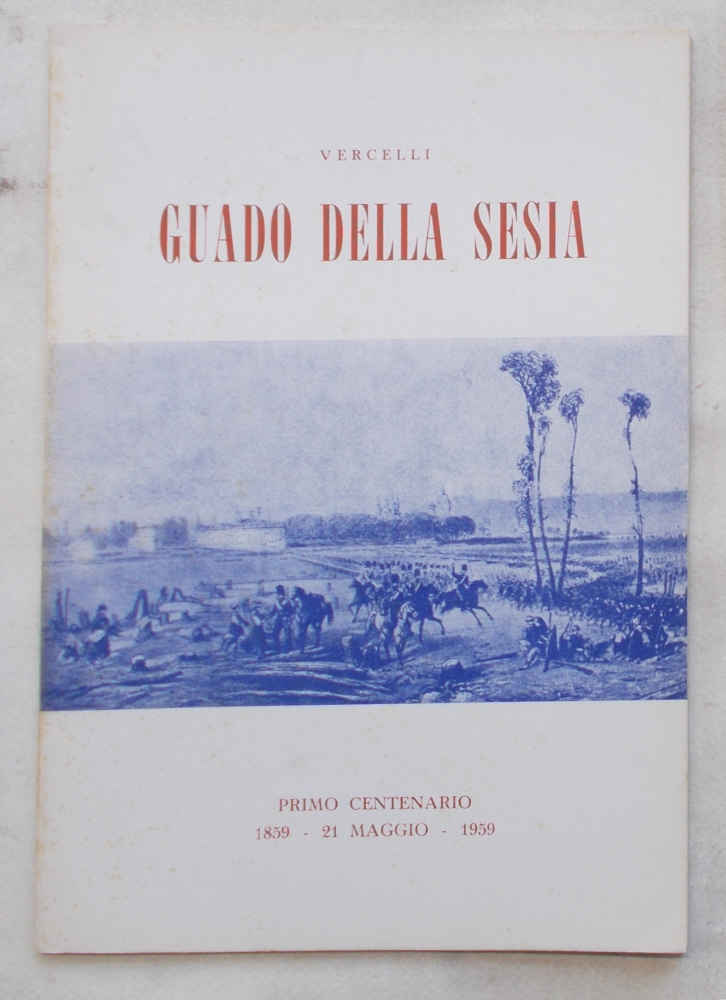 VERCELLI
GUADO DELLA SESIA
PRIMO CENTENARIO
1859 - 21 MAGGIO - 1959